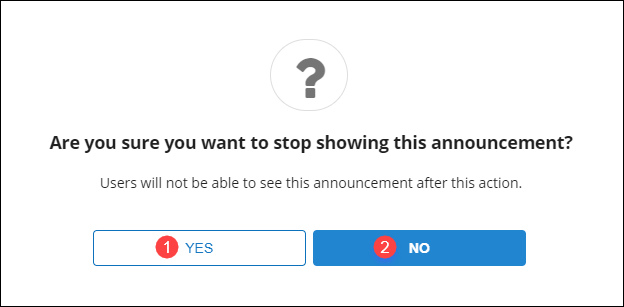 ?
Are you sure you want to stop showing this announcement?
Users will not be able to see this announcement after this action.
1 YES
2 NO